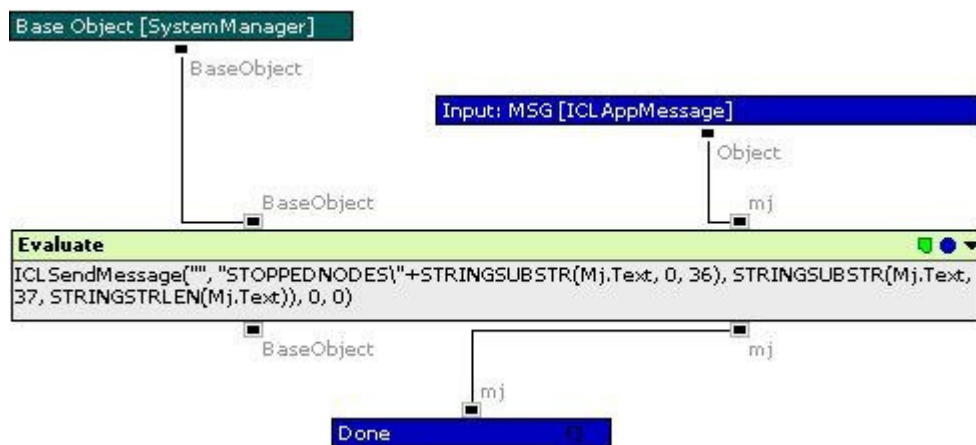 Base Object [SystemManager]
BaseObject
Input: MSG [ICLAppMessage]
Object
BaseObject
mj
Evaluate
ICLSendMessage("", "STOPPEDNODES\"+STRINGSUBSTR(Mj.Text, 0, 36), STRINGSUBSTR(Mj.Text,
37, STRINGSTRLEN(Mj.Text)), 0, 0)
BaseObject
mj
mj
Done